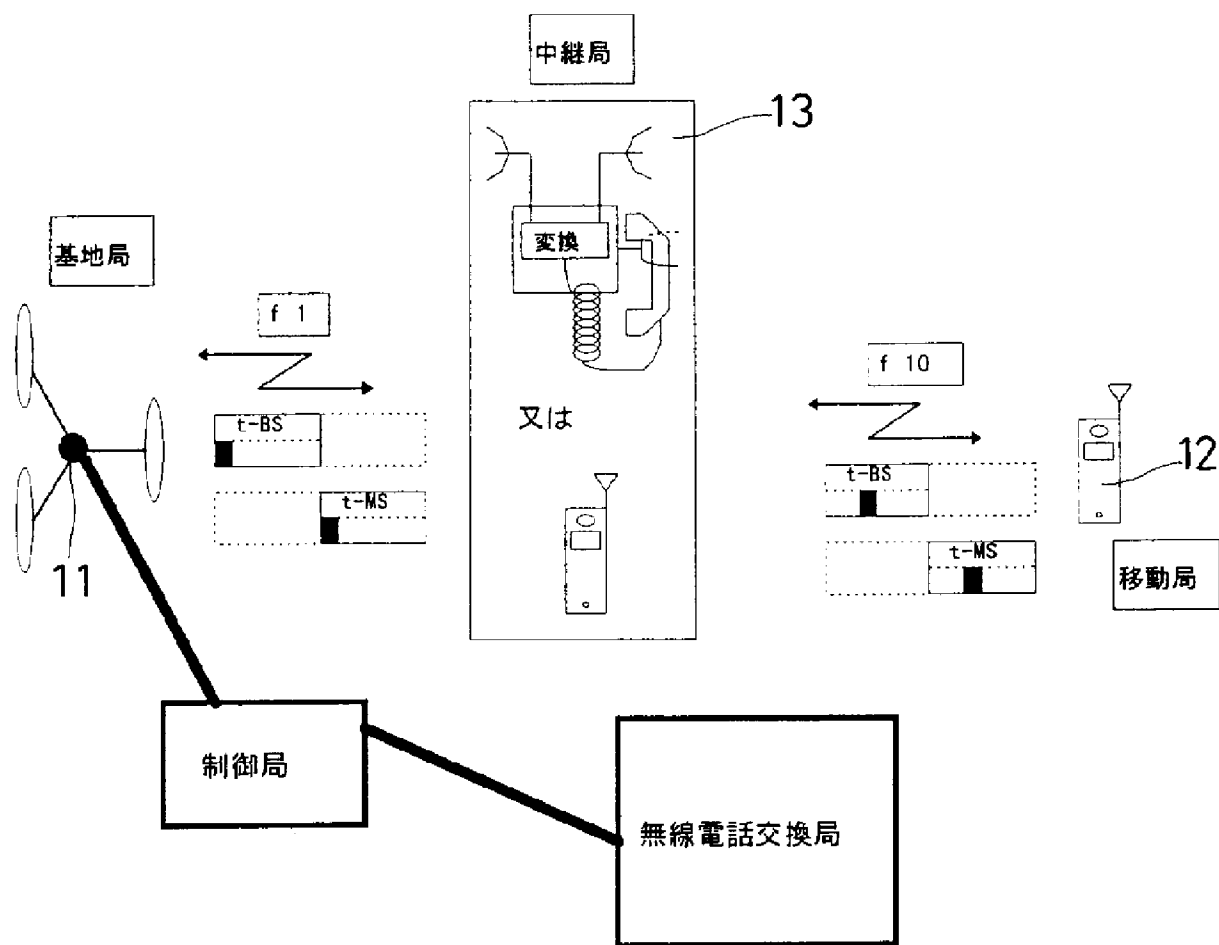 中継局
13
基地局
変換
f 1
f 10
t-BS
又は
t-MS
t-BS
12
t-MS
11
移動局
制御局
無線電話交換局